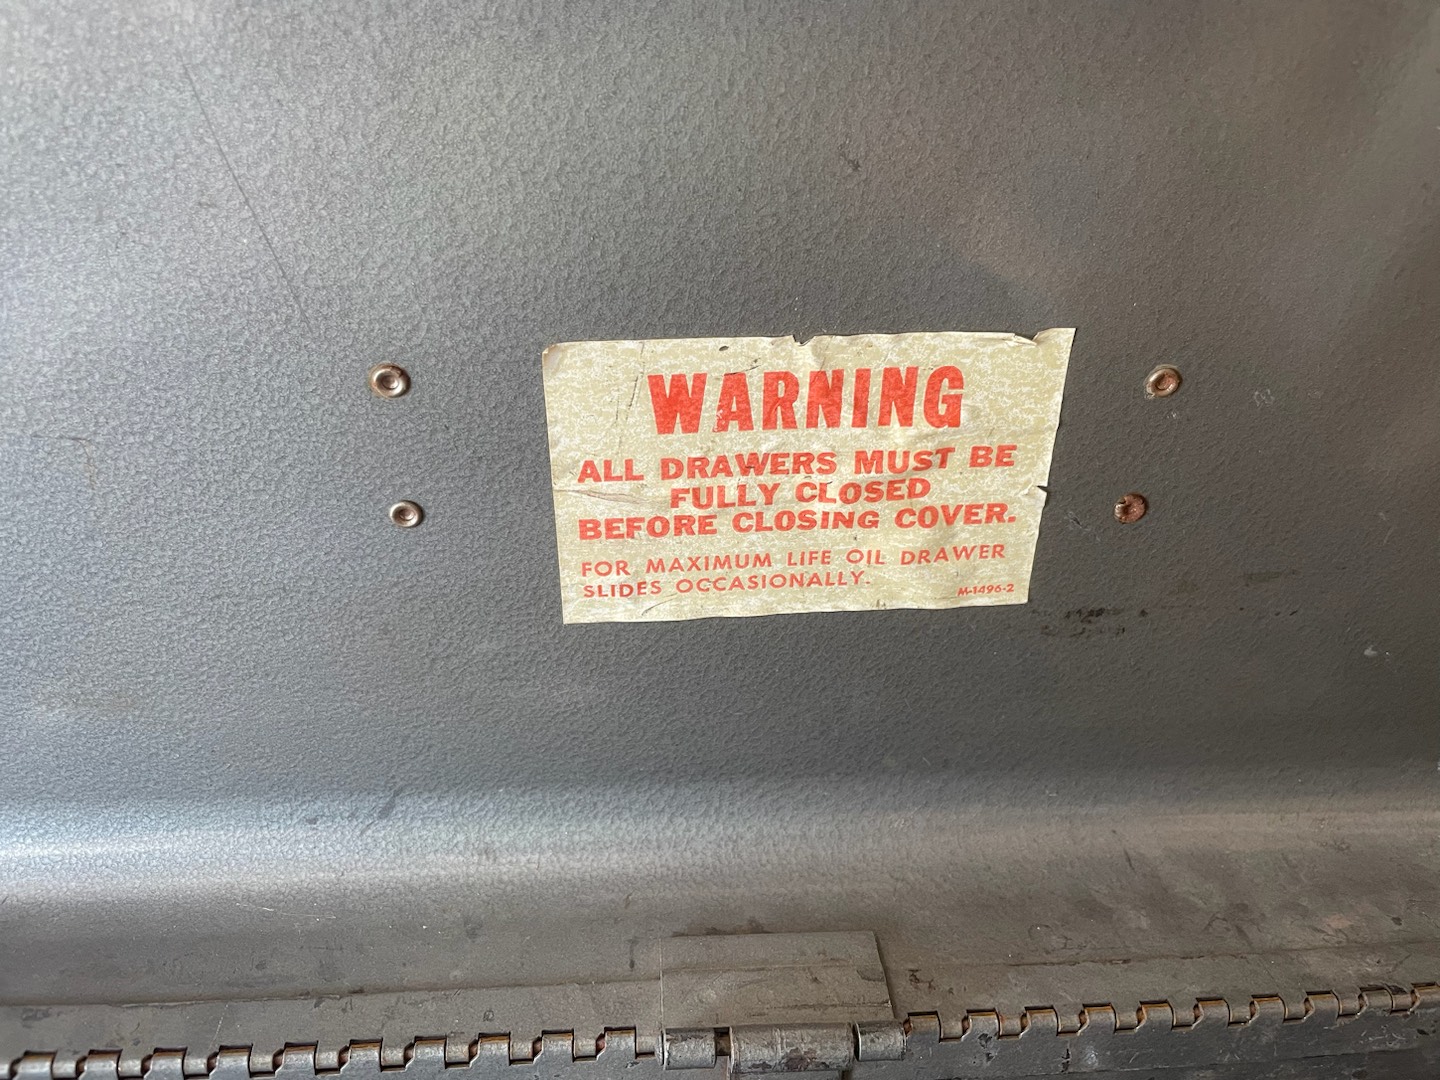 WARNING
ALL DRAWERS MUST BE
FULLY CLOSED
BEFORE CLOSING COVER.
FOR MAXIMUM LIFE OIL DRAWER
SLIDES OCCASIONALLY.
M-1496-2